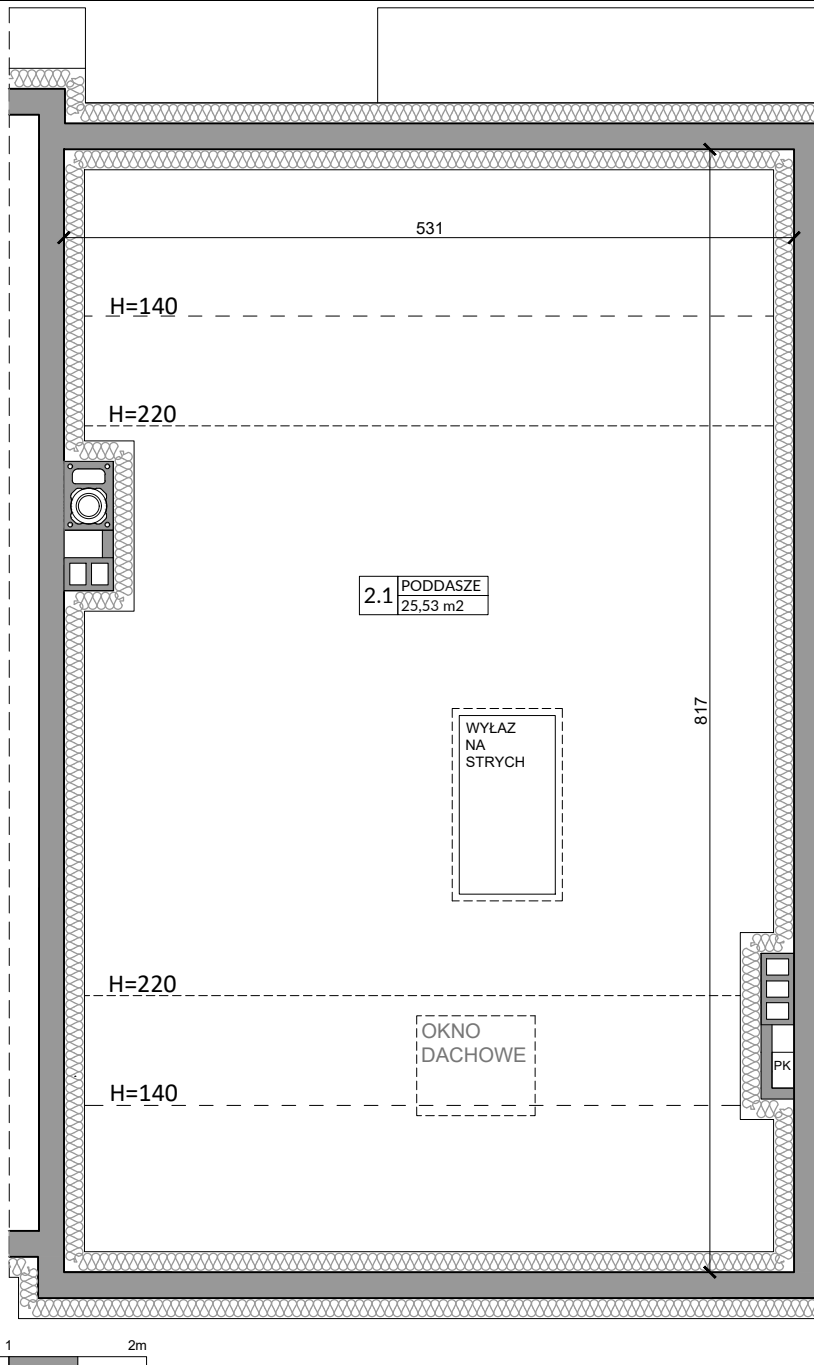 531
H=140
H=220
2.1
PODDASZE
25,53 m2
817
WYŁAZ
NA
STRYCH
H=220
OKNO
DACHOWE
PK
H=140
1
2m